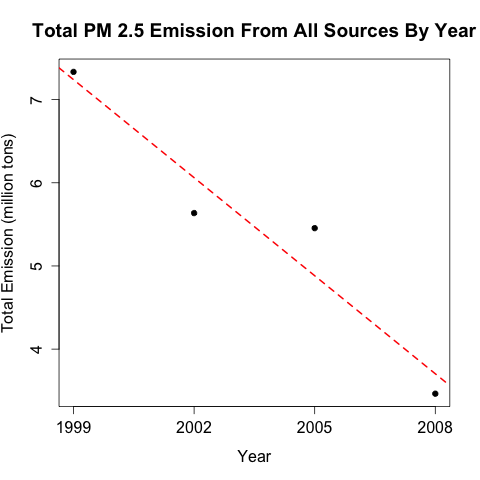 Total PM 2.5 Emission From All Sources By Year
Total Emission (million tons)
7
6
5
4
1999 2002 2005 2008
Year